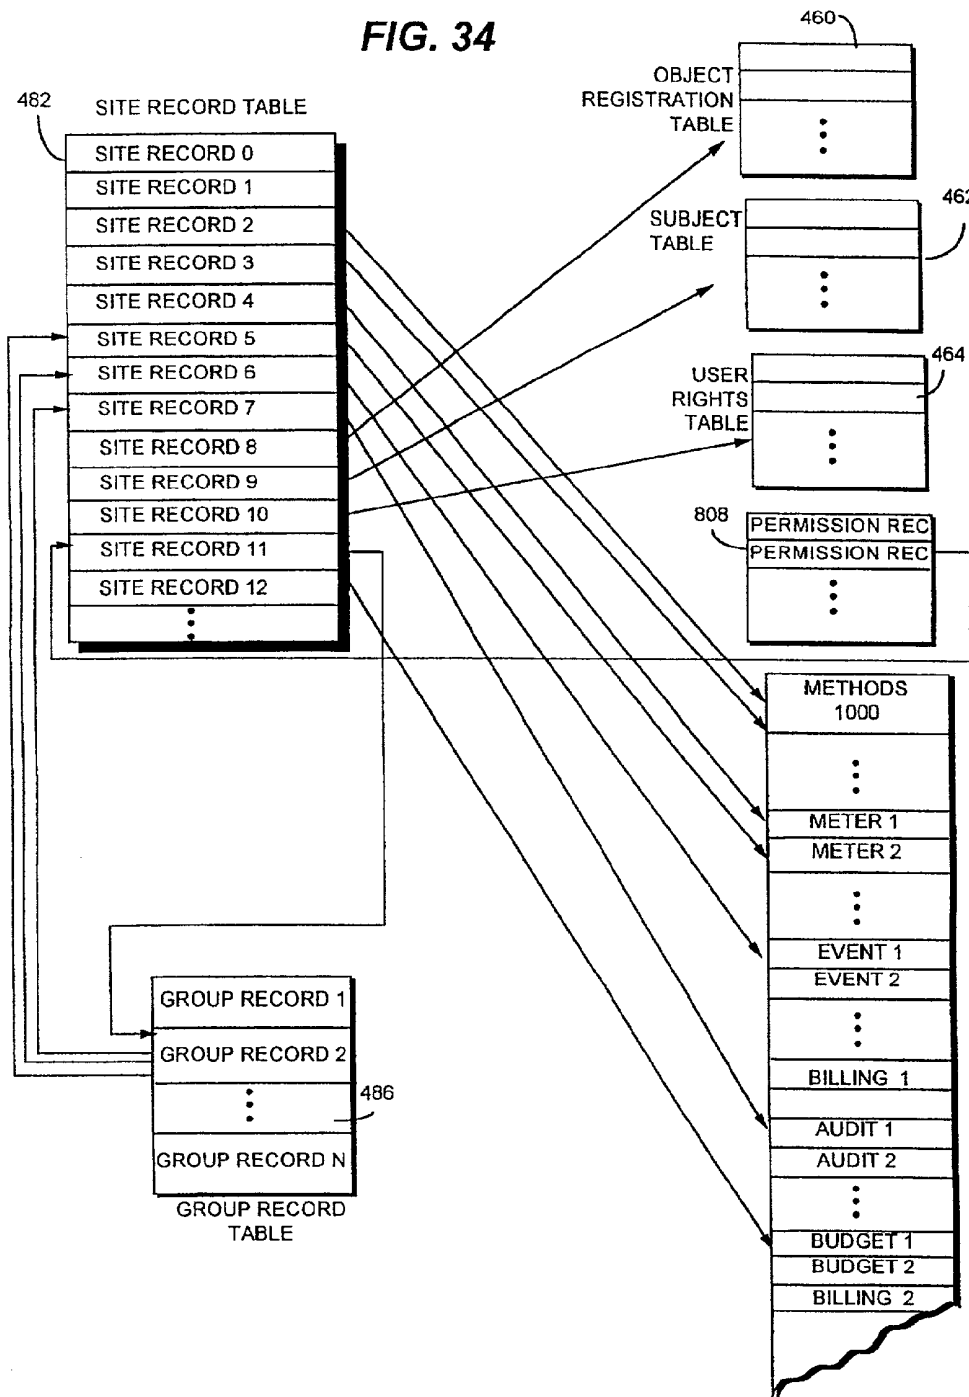 FIG. 34
460
OBJECT
REGISTRATION
TABLE
482
SITE RECORD TABLE
SITE RECORD 0
SITE RECORD 1
SITE RECORD 2
SITE RECORD 3
SITE RECORD 4
SITE RECORD 5
SITE RECORD 6
SITE RECORD 7
SITE RECORD 8
SITE RECORD 9
SITE RECORD 10
SITE RECORD 11
SITE RECORD 12
462
SUBJECT
TABLE
464
USER
RIGHTS
TABLE
808
PERMISSION REC
PERMISSION REC
METHODS
1000
METER 1
METER 2
EVENT 1
EVENT 2
BILLING 1
AUDIT 1
AUDIT 2
BUDGET 1
BUDGET 2
BILLING 2
GROUP RECORD 1
GROUP RECORD 2
486
GROUP RECORD N
GROUP RECORD
TABLE